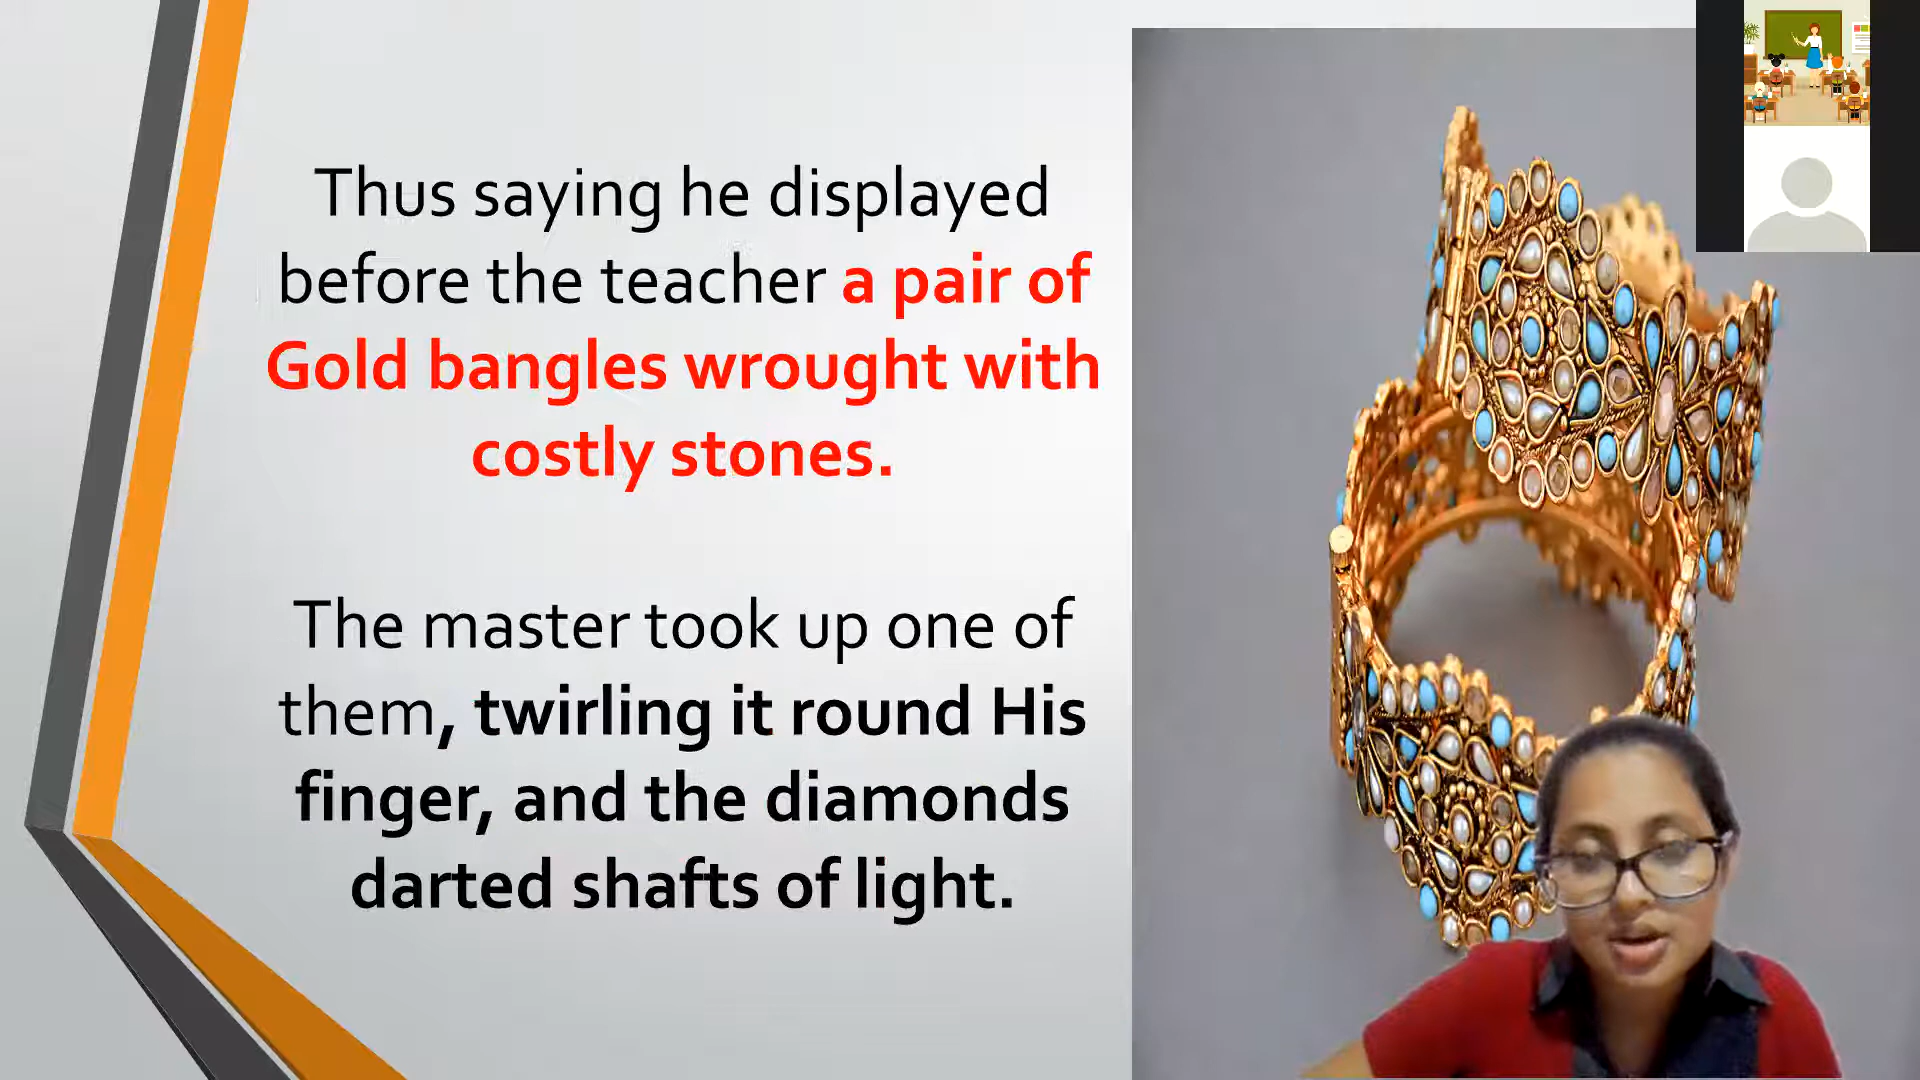 Thus saying he displayed
before the teacher a pair of
Gold bangles wrought with
costly stones.
The master took up one of
them, twirling it round His
finger, and the diamonds
darted shafts of light.